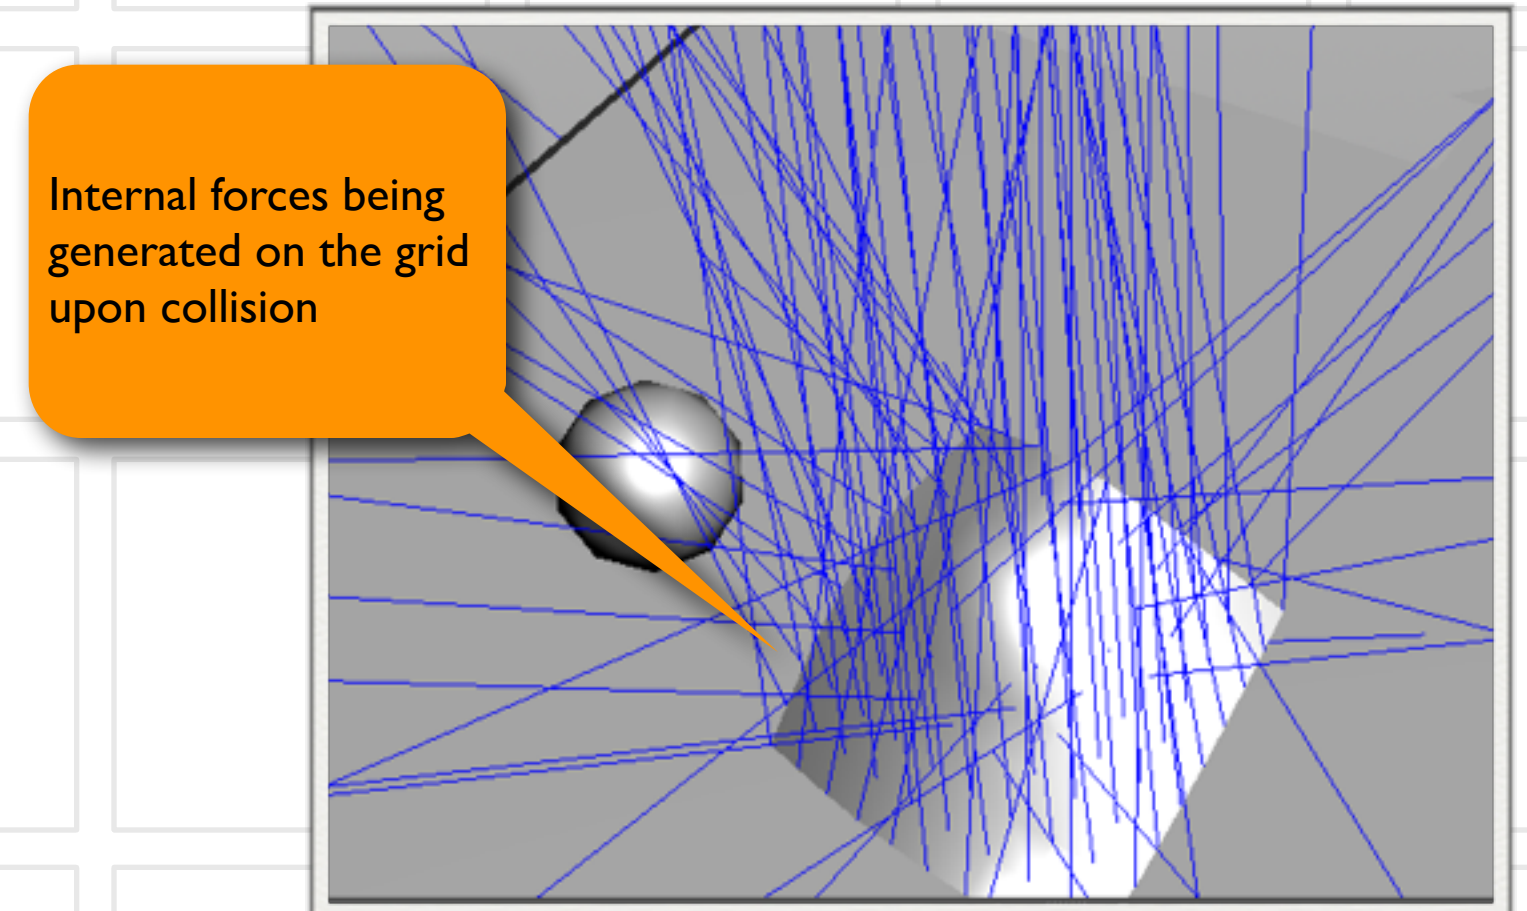 Internal forces being
generated on the grid
upon collision